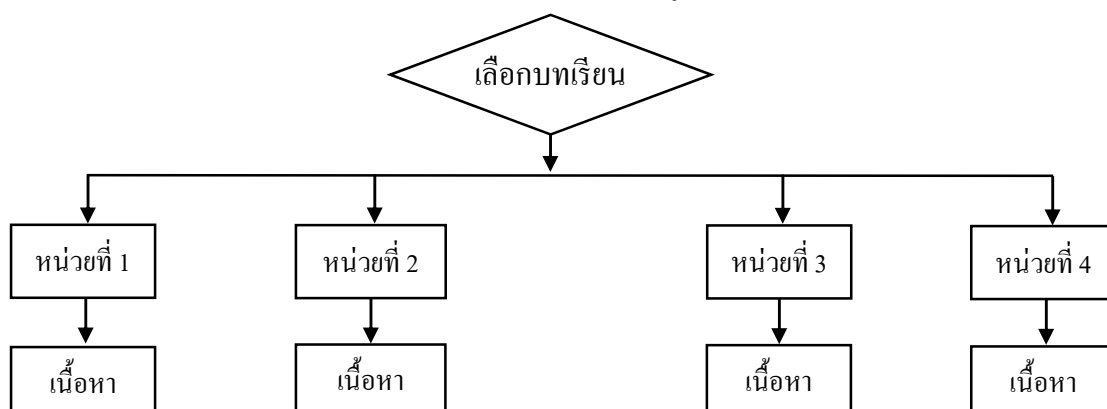 เลือกบทเรียน
หน่วยที่ 1
หน่วยที่ 2
หน่วยที่ 3
หน่วยที่ 4
เนื้อหา
เนื้อหา
เนื้อหา
เนื้อหา